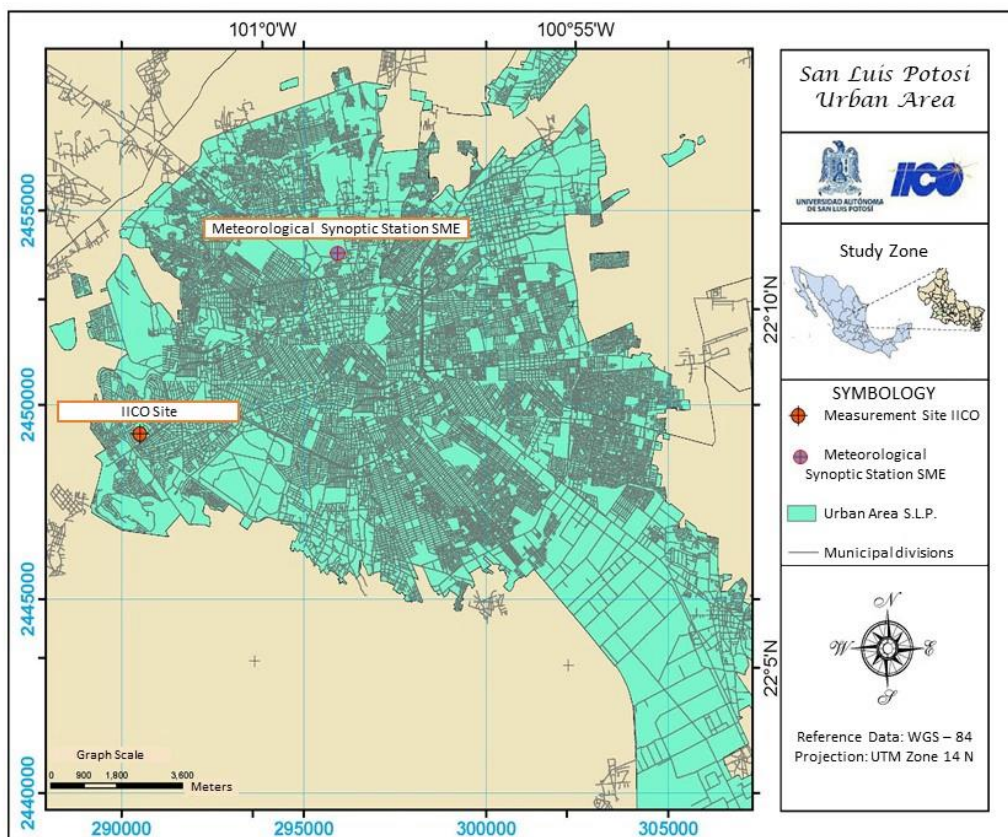 101°0'W
100°55'W
2455000
2450000
2445000
2440000
290000
295000
300000
305000
22°10'N
22°5'N
Meteorological Synoptic Station SME
IICO Site
Graph Scale
0 900 1,800 3,600
Meters
San Luis Potosi
Urban Area
UNIVERSIDAD AUTÓNOMA
DE SAN LUIS POTOSÍ
IICO
Study Zone
SYMBOLOGY
Measurement Site IICO
Meteorological
Synoptic Station SME
Urban Area S.L.P.
Municipal divisions
N
W E
S
Reference Data: WGS – 84
Projection: UTM Zone 14 N